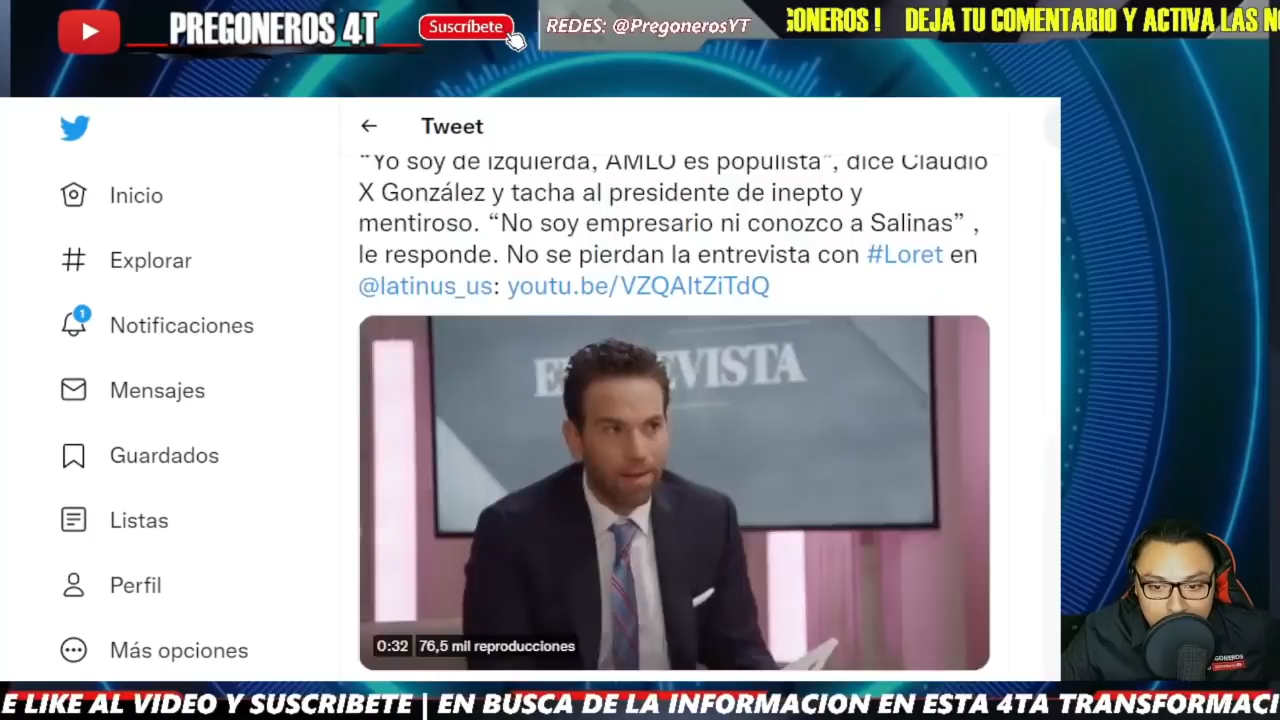 PREGONEROS 4T
Suscríbete
REDES: @PregonerosYT
GONEROS ! DEJA TU COMENTARIO Y ACTIVA LAS
Tweet
"Yo soy de izquierda, AMLO es populista", dice Claudio
X González y tacha al presidente de inepto y
mentiroso. "No soy empresario ni conozco a Salinas" ,
le responde. No se pierdan la entrevista con #Loret en
@latinus_us: youtu.be/VZQAItZiTdQ
Inicio
Explorar
1
Notificaciones
Mensajes
Guardados
Listas
Perfil
Más opciones
0:32 76,5 mil reproducciones
E LIKE AL VIDEO Y SUSCRIBETE | EN BUSCA DE LA INFORMACION EN ESTA 4TA TRANSFORMACI